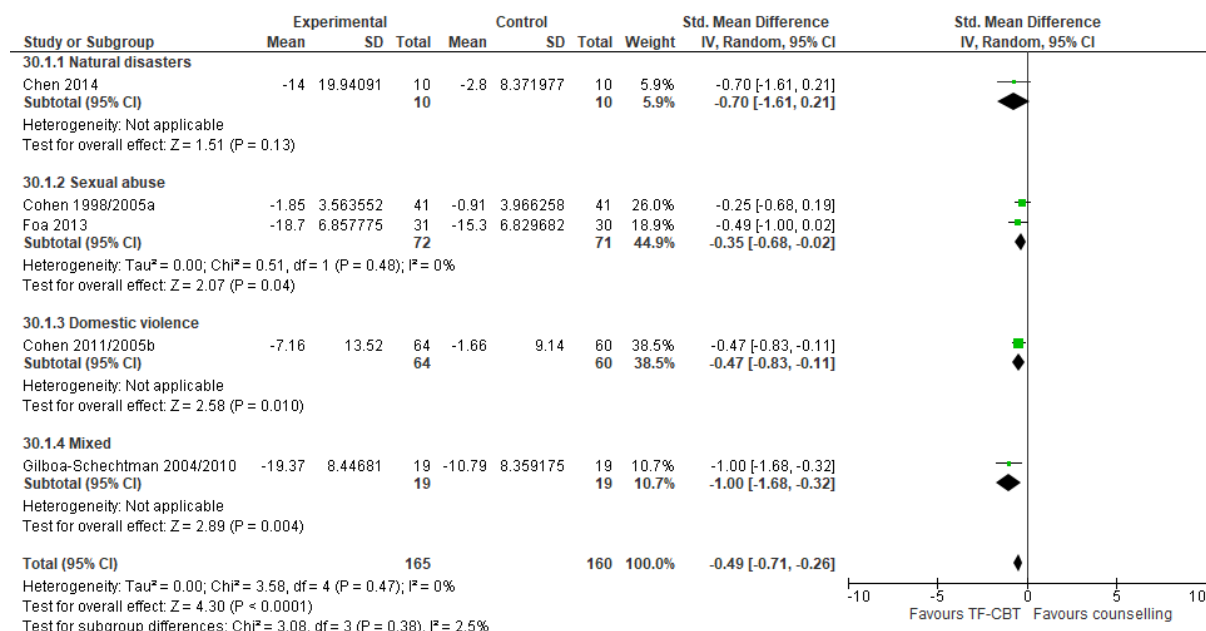 Experimental Control Std. Mean Difference Std. Mean Difference
Study or Subgroup Mean SD Total Mean SD Total Weight IV, Random, 95% CI IV, Random, 95% CI
30.1.1 Natural disasters
Chen 2014 -14 19.94091 10 -2.8 8.371977 10 5.9% -0.70 [-1.61, 0.21]
Subtotal (95% CI) 10 10 5.9% -0.70 [-1.61, 0.21]
Heterogeneity: Not applicable
Test for overall effect: Z = 1.51 (P = 0.13)
30.1.2 Sexual abuse
Cohen 1998/2005a -1.85 3.563552 41 -0.91 3.966258 41 26.0% -0.25 [-0.68, 0.19]
Foa 2013 -18.7 6.857775 31 -15.3 6.829682 30 18.9% -0.49 [-1.00, 0.02]
Subtotal (95% CI) 72 71 44.9% -0.35 [-0.68, -0.02]
Heterogeneity: Tau² = 0.00; Chi² = 0.51, df = 1 (P = 0.48); I² = 0%
Test for overall effect: Z = 2.07 (P = 0.04)
30.1.3 Domestic violence
Cohen 2011/2005b -7.16 13.52 64 -1.66 9.14 60 38.5% -0.47 [-0.83, -0.11]
Subtotal (95% CI) 64 60 38.5% -0.47 [-0.83, -0.11]
Heterogeneity: Not applicable
Test for overall effect: Z = 2.58 (P = 0.010)
30.1.4 Mixed
Gilboa-Schechtman 2004/2010 -19.37 8.44681 19 -10.79 8.359175 19 10.7% -1.00 [-1.68, -0.32]
Subtotal (95% CI) 19 19 10.7% -1.00 [-1.68, -0.32]
Heterogeneity: Not applicable
Test for overall effect: Z = 2.89 (P = 0.004)
Total (95% CI) 165 160 100.0% -0.49 [-0.71, -0.26]
Heterogeneity: Tau² = 0.00; Chi² = 3.58, df = 4 (P = 0.47); I² = 0%
Test for overall effect: Z = 4.30 (P < 0.0001)
Test for subgroup differences: Chi² = 3.08, df = 3 (P = 0.38), I² = 2.5%
-10 -5 0 5 10
Favours TF-CBT Favours counselling